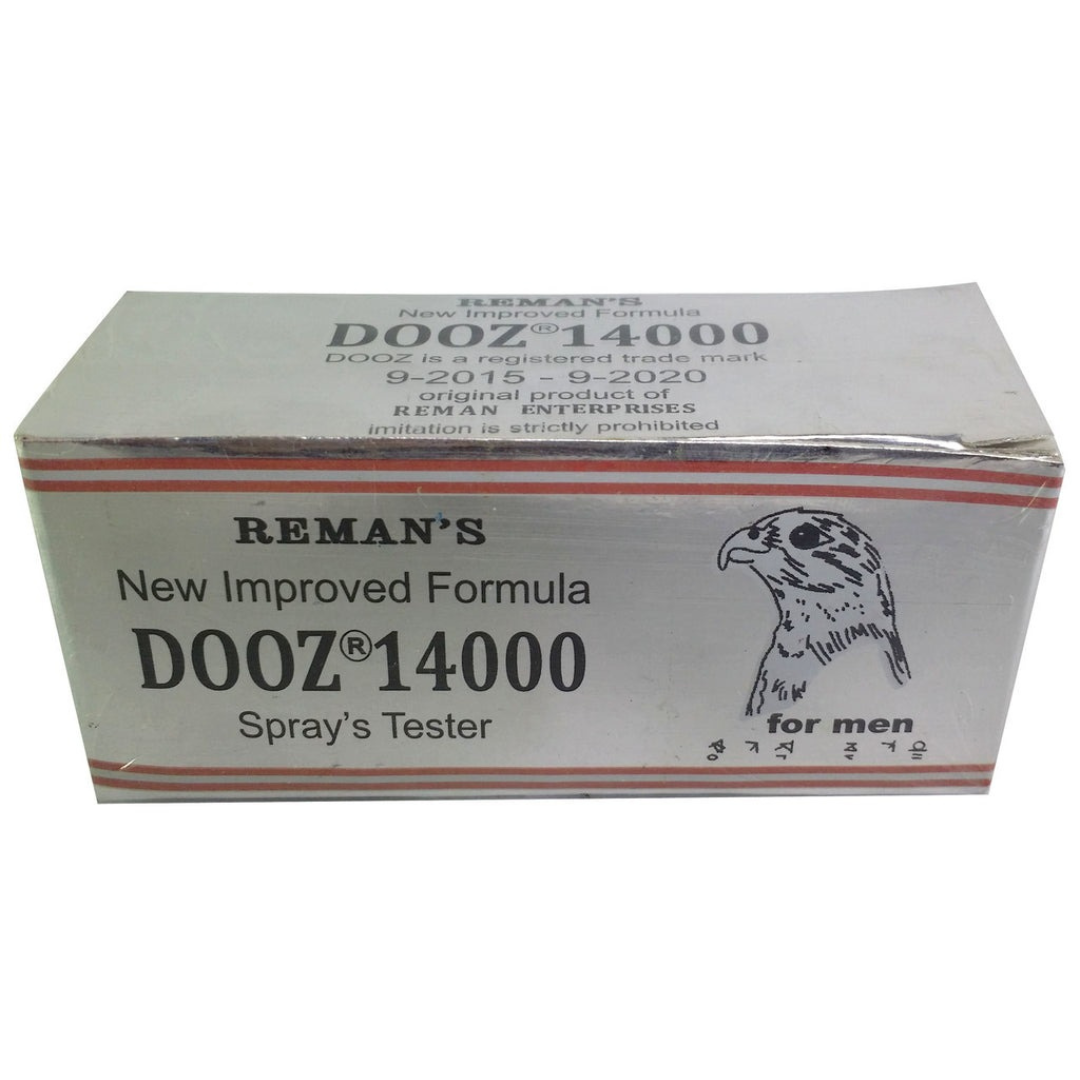 REMAN'S
New Improved Formula
DOOZ®14000
DOOZ is a registered trade mark
9-2015 - 9-2020
original product of
REMAN ENTERPRISES
imitation is strictly prohibited
REMAN'S
New Improved Formula
DOOZ®14000
Spray's Tester
for men